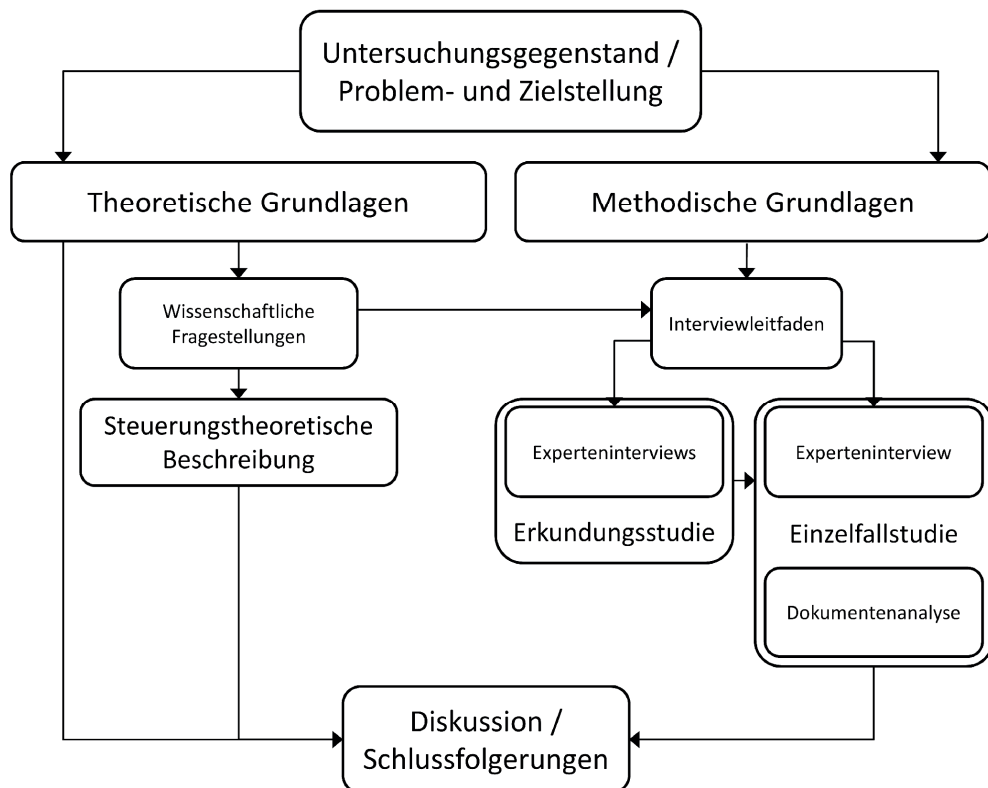 Untersuchungsgegenstand /
Problem- und Zielstellung
Theoretische Grundlagen
Methodische Grundlagen
Wissenschaftliche
Fragestellungen
Interviewleitfaden
Steuerungstheoretische
Beschreibung
Experteninterviews
Erkundungsstudie
Experteninterview
Einzelfallstudie
Dokumentenanalyse
Diskussion /
Schlussfolgerungen